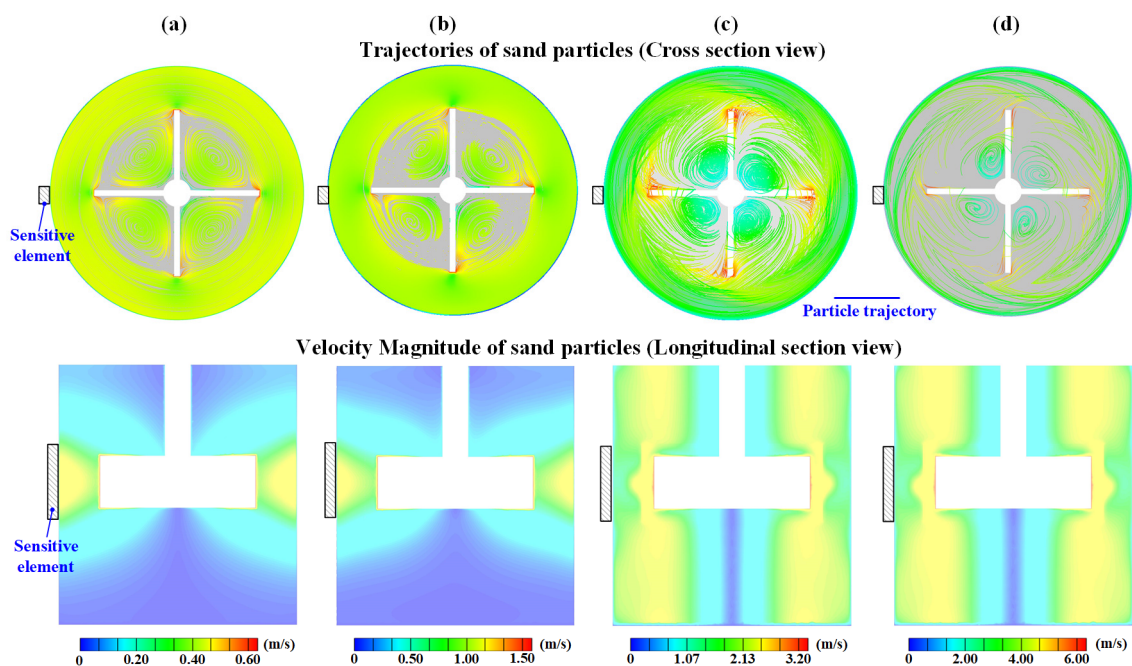 (a) (b) (c) (d)
Trajectories of sand particles (Cross section view)
Sensitive
element
Particle trajectory
Velocity Magnitude of sand particles (Longitudinal section view)
Sensitive
element
0 0.20 0.40 0.60 (m/s) 0 0.50 1.00 1.50 (m/s) 0 1.07 2.13 3.20 (m/s) 0 2.00 4.00 6.00 (m/s)